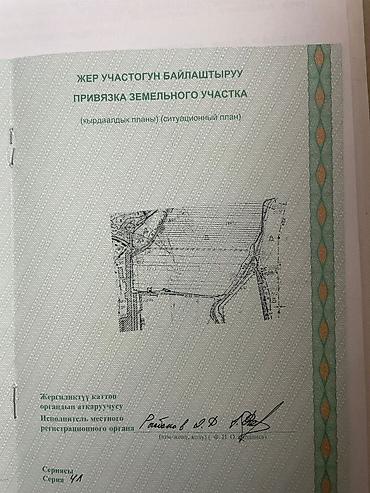 ЖЕР УЧАСТОГУН БАЙЛАШТЫРУУ
ПРИВЯЗКА ЗЕМЕЛЬНОГО УЧАСТКА
(кырдаалдык планы) (ситуационный план)
Жергиликтүү каттоо
органдын аткаруучусу
Исполнитель местного
регистрационного органа
Сериясы
Серия 41